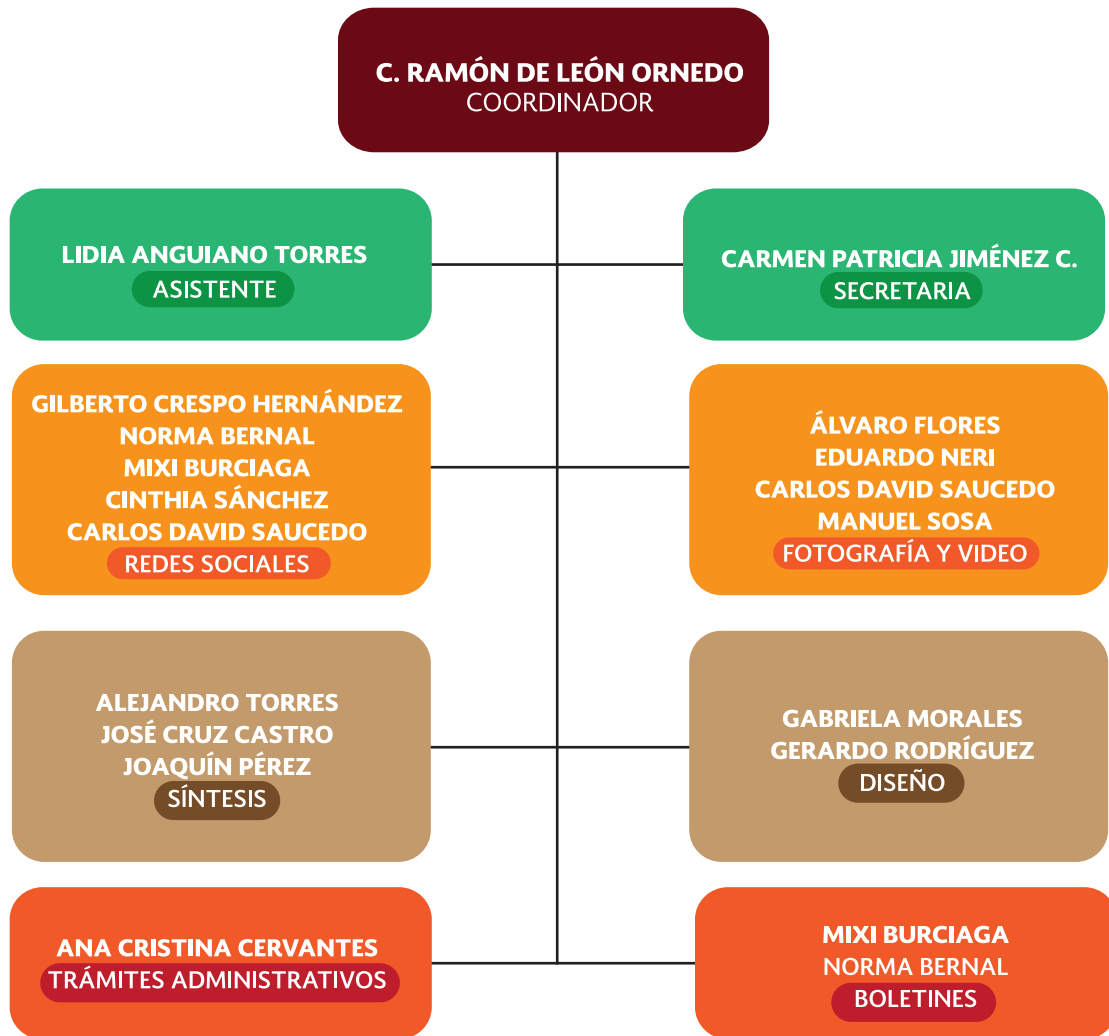 C. RAMÓN DE LEÓN ORNEDO
COORDINADOR
LIDIA ANGUIANO TORRES
ASISTENTE
CARMEN PATRICIA JIMÉNEZ C.
SECRETARIA
GILBERTO CRESPO HERNÁNDEZ
NORMA BERNAL
MIXI BURCIAGA
CINTHIA SÁNCHEZ
CARLOS DAVID SAUCEDO
REDES SOCIALES
ÁLVARO FLORES
EDUARDO NERI
CARLOS DAVID SAUCEDO
MANUEL SOSA
FOTOGRAFÍA Y VIDEO
ALEJANDRO TORRES
JOSÉ CRUZ CASTRO
JOAQUÍN PÉREZ
SÍNTESIS
GABRIELA MORALES
GERARDO RODRÍGUEZ
DISEÑO
ANA CRISTINA CERVANTES
TRÁMITES ADMINISTRATIVOS
MIXI BURCIAGA
NORMA BERNAL
BOLETINES